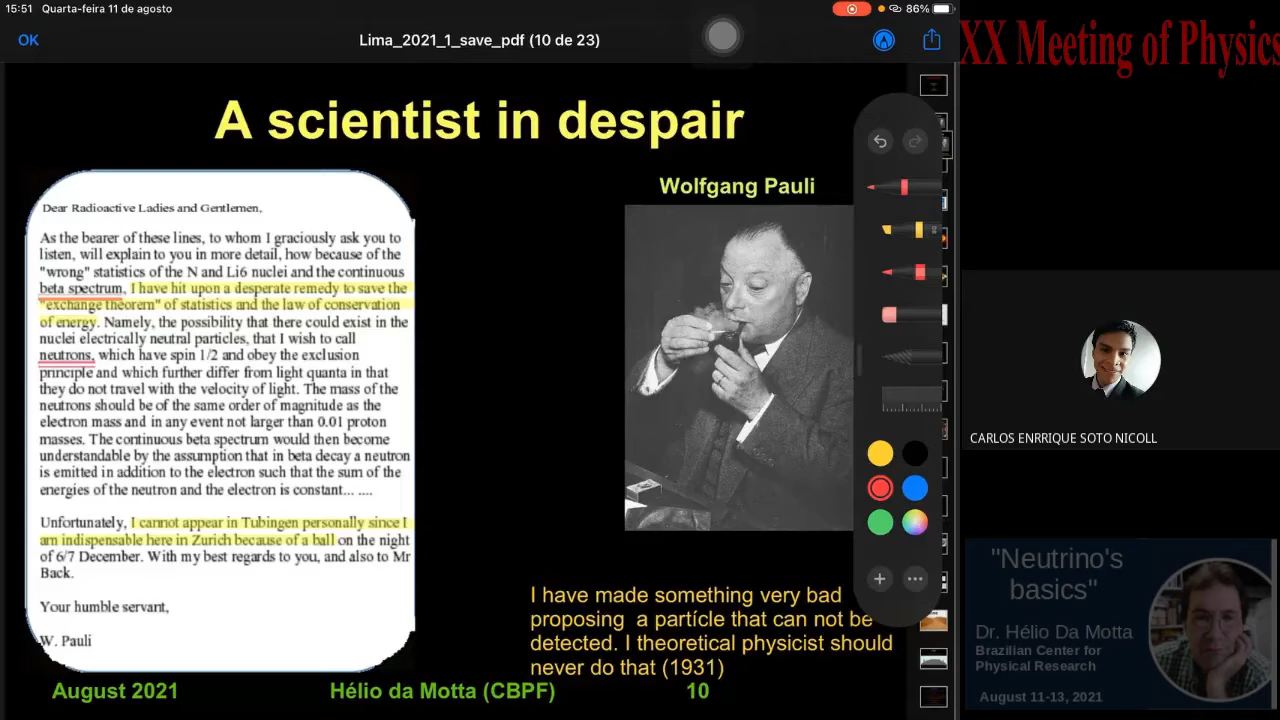 15:51 Quarta-feira 11 de agosto
86%
OK
Lima_2021_1_save_pdf (10 de 23)
XX Meeting of Physics
A scientist in despair
Wolfgang Pauli
Dear Radioactive Ladies and Gentlemen,
As the bearer of these lines, to whom I graciously ask you to
listen, will explain to you in more detail, how because of the
"wrong" statistics of the N and Li6 nuclei and the continuous
beta spectrum, I have hit upon a desperate remedy to save the
"exchange theorem" of statistics and the law of conservation
of energy. Namely, the possibility that there could exist in the
nuclei electrically neutral particles, that I wish to call
neutrons, which have spin 1/2 and obey the exclusion
principle and which further differ from light quanta in that
they do not travel with the velocity of light. The mass of the
neutrons should be of the same order of magnitude as the
electron mass and in any event not larger than 0.01 proton
masses. The continuous beta spectrum would then become
understandable by the assumption that in beta decay a neutron
is emitted in addition to the electron such that the sum of the
energies of the neutron and the electron is constant... ....
Unfortunately, I cannot appear in Tubingen personally since I
am indispensable here in Zurich because of a ball on the night
of 6/7 December. With my best regards to you, and also to Mr
Back.
Your humble servant,
W. Pauli
I have made something very bad
proposing a partícle that can not be
detected. I theoretical physicist should
never do that (1931)
August 2021
Hélio da Motta (CBPF)
10
CARLOS ENRRIQUE SOTO NICOLL
"Neutrino's
basics"
Dr. Hélio Da Motta
Brazilian Center for
Physical Research
August 11-13, 2021